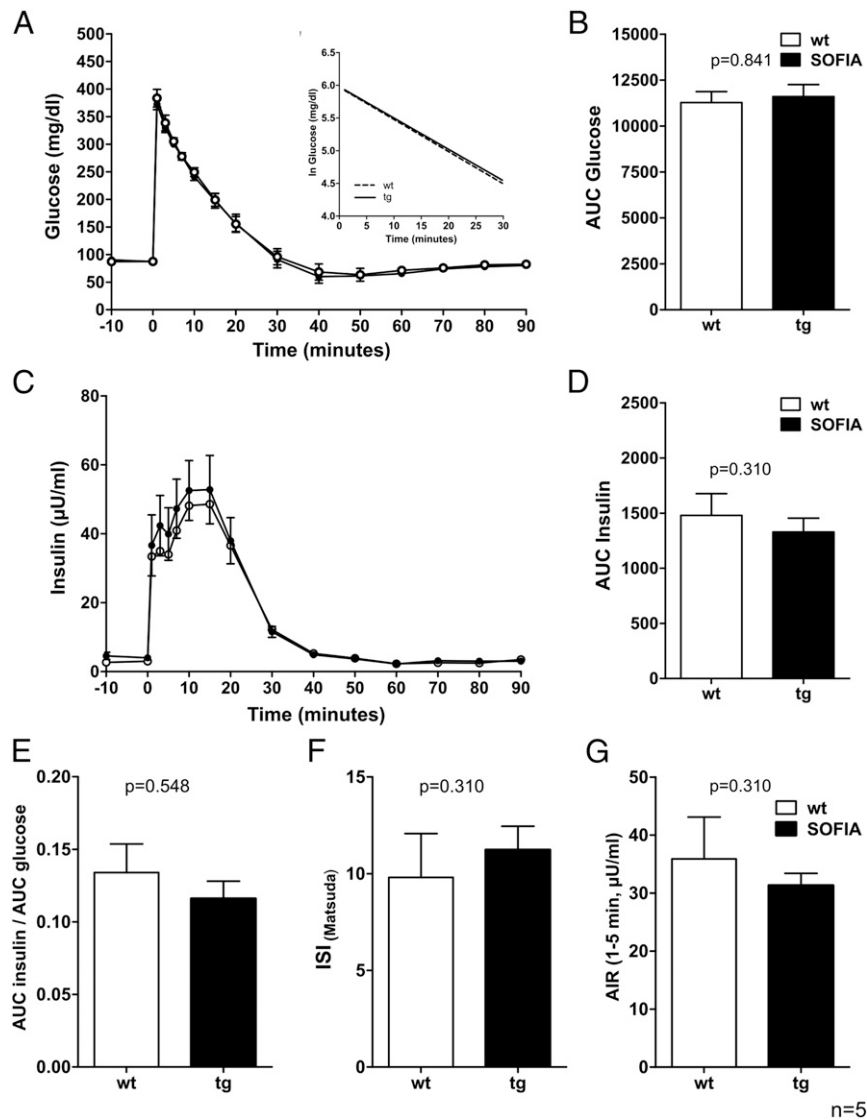 A
Glucose (mg/dl)
400
350
300
250
200
150
100
50
0
-10 0 10 20 30 40 50 60 70 80 90
Time (minutes)
ln Glucose (mg/dl)
6.5
6.0
5.5
5.0
4.5
4.0
wt
tg
0 5 10 15 20 25 30
Time (minutes)
B
wt
SOFIA
p=0.841
AUC Glucose
12500
10000
7500
5000
2500
0
wt tg
C
Insulin (µU/ml)
80
60
40
20
0
-10 0 10 20 30 40 50 60 70 80 90
Time (minutes)
D
wt
SOFIA
p=0.310
AUC Insulin
2500
2000
1500
1000
500
0
wt tg
E
p=0.548
AUC insulin / AUC glucose
0.20
0.15
0.10
0.05
0.00
wt tg
F
p=0.310
ISI (Matsuda)
15
10
5
0
wt tg
G
p=0.310
wt
SOFIA
AIR (1-5 min, µU/ml)
50
40
30
20
10
0
wt tg
n=5